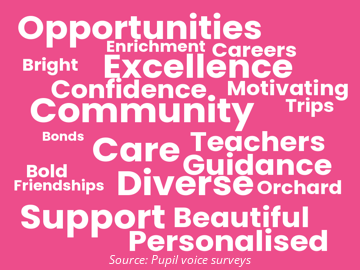 Opportunities
Enrichment Careers
Bright Excellence
Confidence Motivating
Community Trips
Bonds
Care Teachers
Guidance
Bold
Friendships Diverse Orchard
Support Beautiful
Personalised
Source: Pupil voice surveys